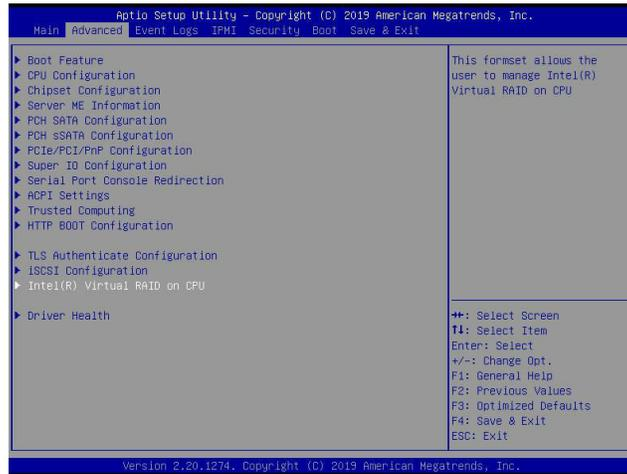 Aptio Setup Utility – Copyright (C) 2019 American Megatrends, Inc.
Main Advanced Event Logs IPMI Security Boot Save & Exit
Boot Feature
CPU Configuration
Chipset Configuration
Server ME Information
PCH SATA Configuration
PCH sSATA Configuration
PCIe/PCI/PnP Configuration
Super IO Configuration
Serial Port Console Redirection
ACPI Settings
Trusted Computing
HTTP BOOT Configuration
TLS Authenticate Configuration
iSCSI Configuration
Intel(R) Virtual RAID on CPU
Driver Health
This formset allows the
user to manage Intel(R)
Virtual RAID on CPU
→←: Select Screen
↑↓: Select Item
Enter: Select
+/-: Change Opt.
F1: General Help
F2: Previous Values
F3: Optimized Defaults
F4: Save & Exit
ESC: Exit
Version 2.20.1274. Copyright (C) 2019 American Megatrends, Inc.